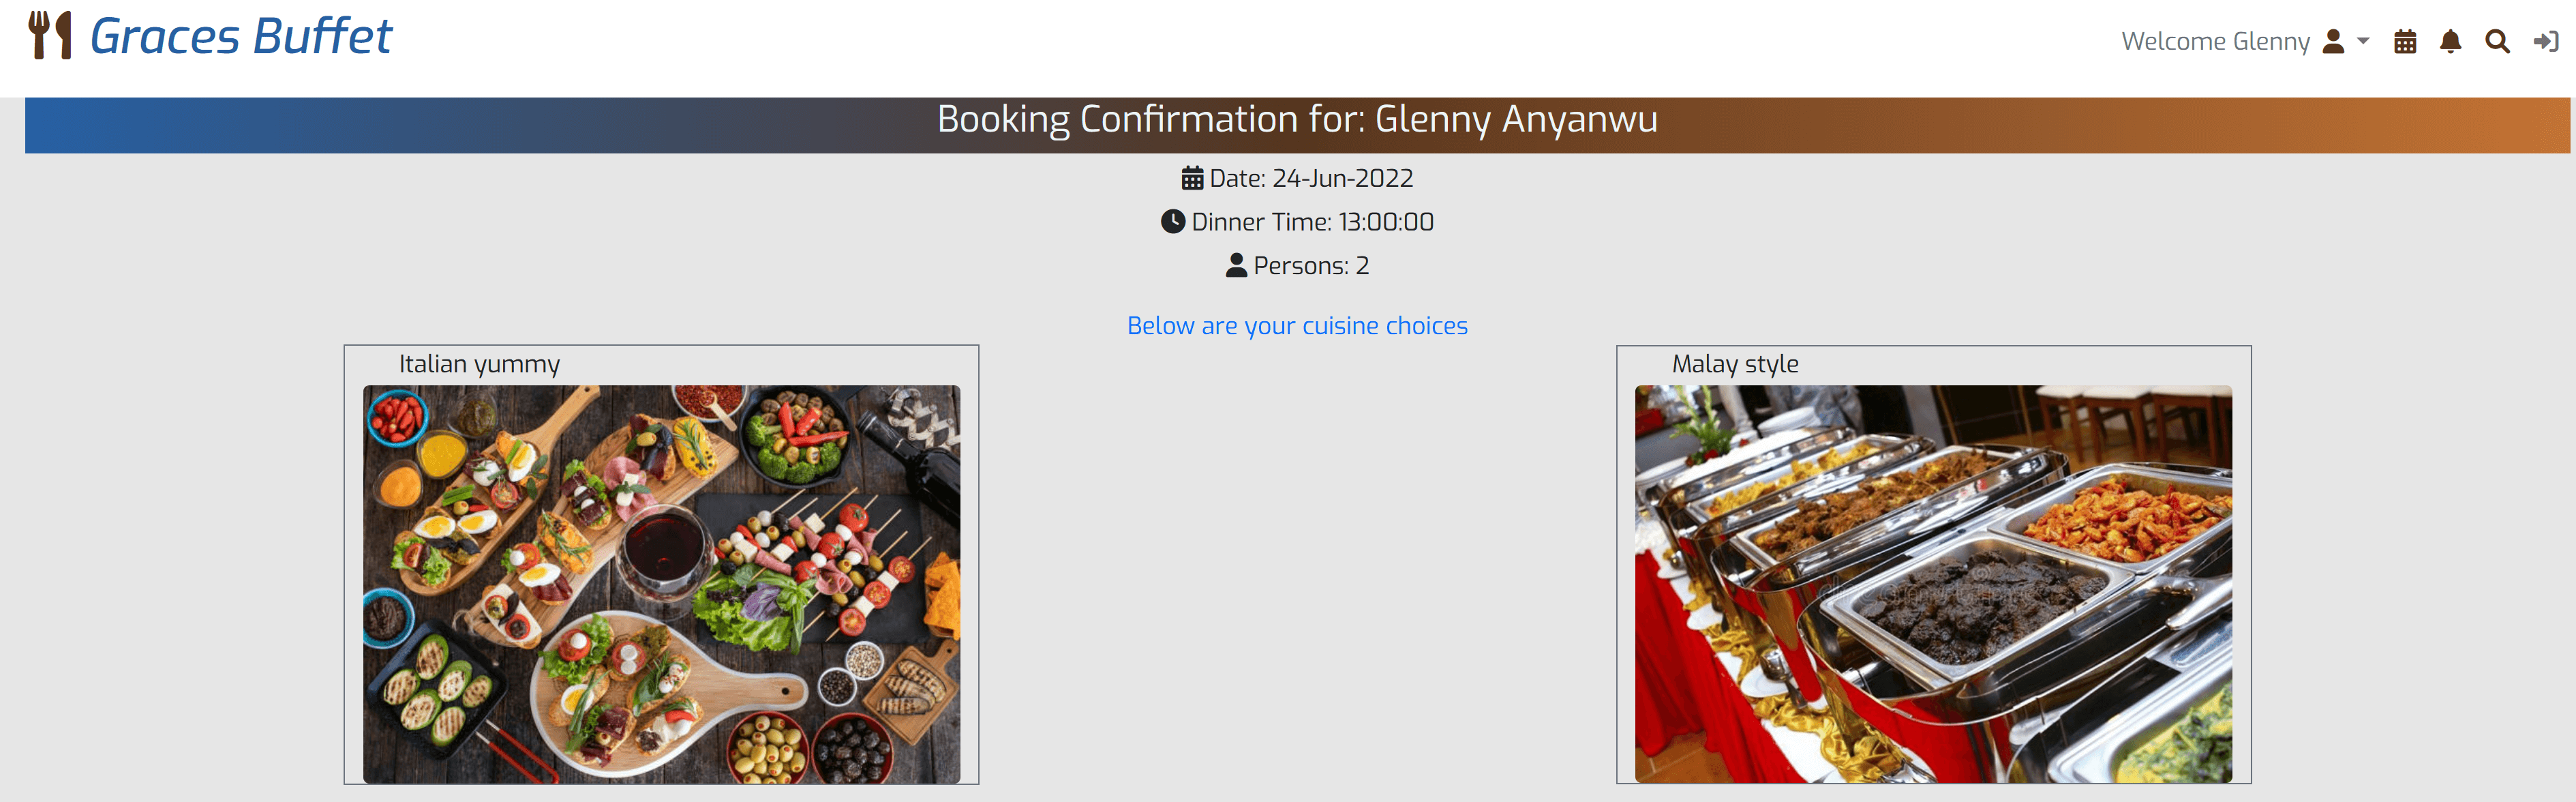 Graces Buffet
Welcome Glenny
Booking Confirmation for: Glenny Anyanwu
Date: 24-Jun-2022
Dinner Time: 13:00:00
Persons: 2
Below are your cuisine choices
Italian yummy
Malay style